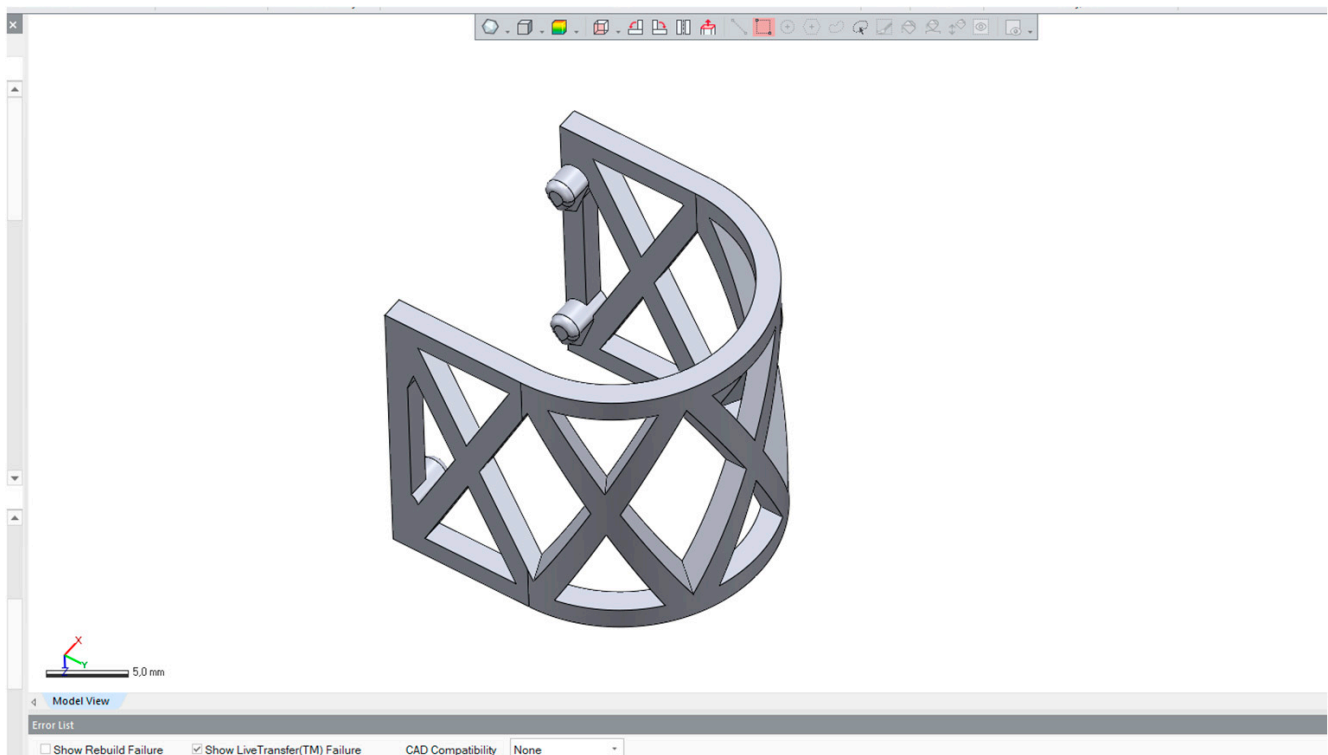 X
Y
Z
5,0 mm
Model View
Error List
Show Rebuild Failure
Show LiveTransfer(TM) Failure
CAD Compatibility
None